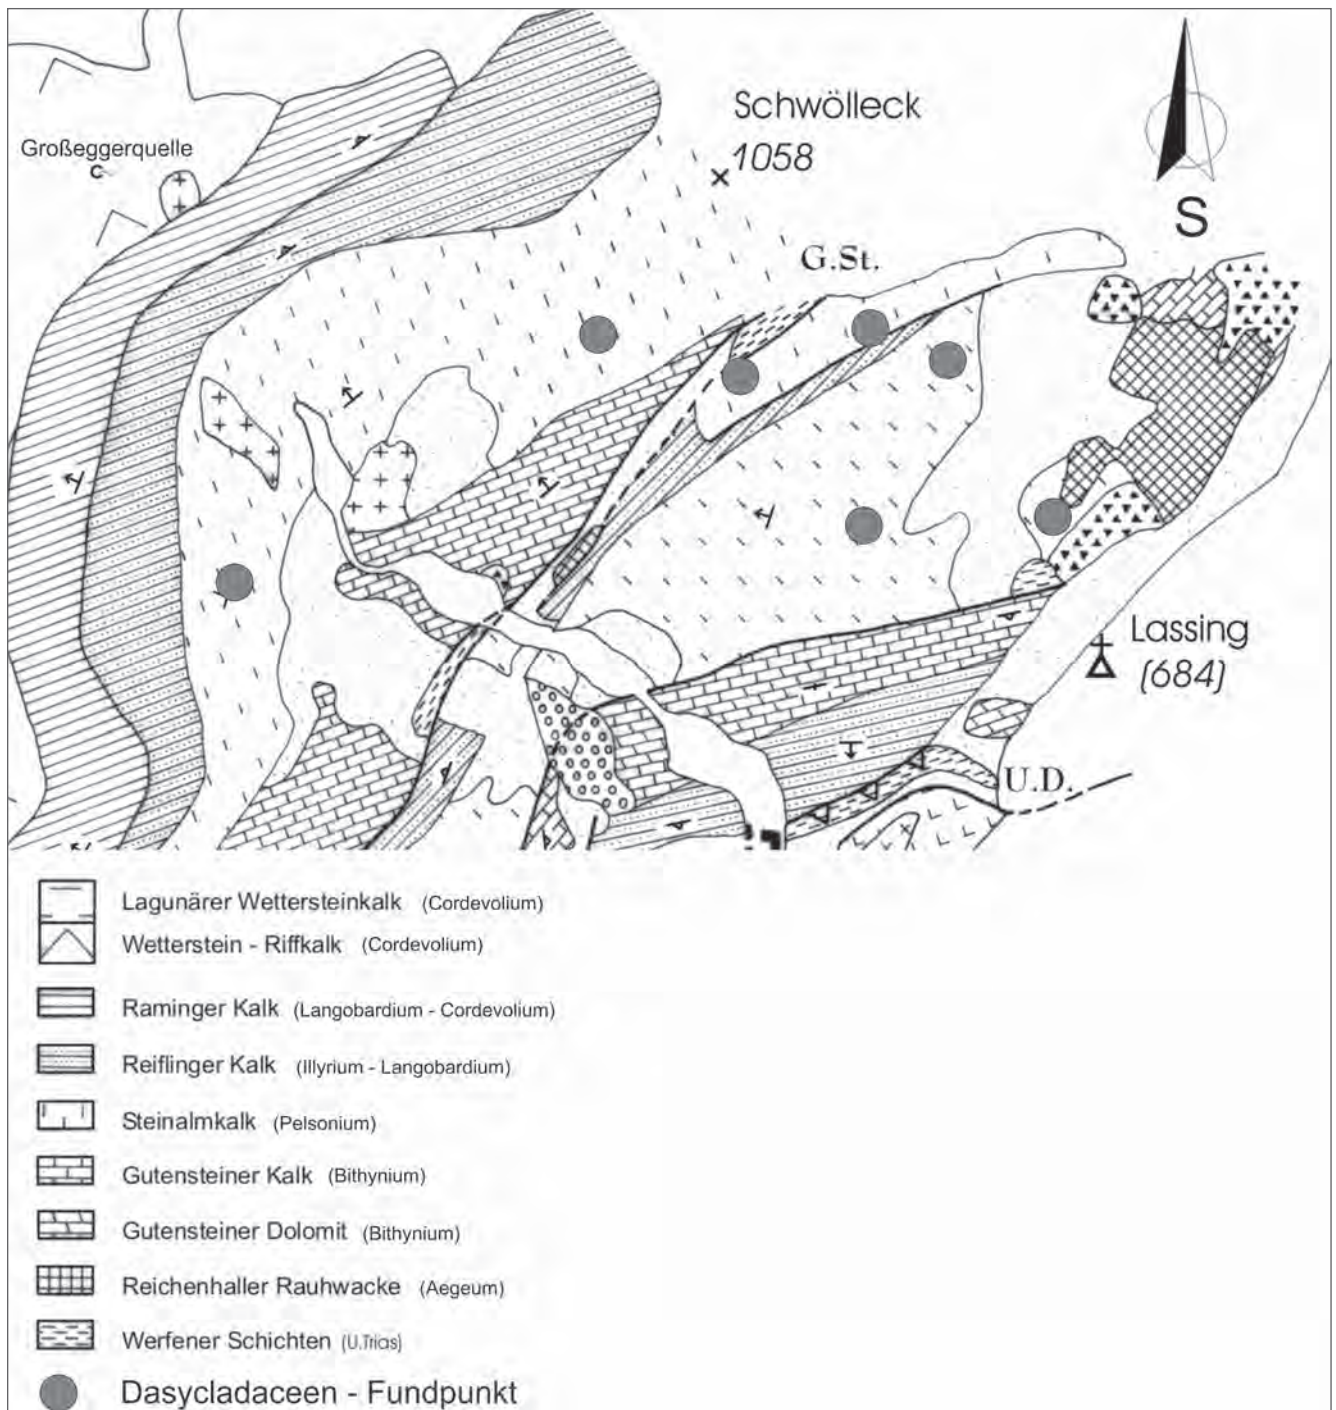 Schwölleck
1058
Großeggerquelle
S
G.St.
Lassing
(684)
U.D.
Lagunärer Wettersteinkalk (Cordevolium)
Wetterstein - Riffkalk (Cordevolium)
Raminger Kalk (Langobardium - Cordevolium)
Reiflinger Kalk (Illyrium - Langobardium)
Steinalmkalk (Pelsonium)
Gutensteiner Kalk (Bithynium)
Gutensteiner Dolomit (Bithynium)
Reichenhaller Rauhwacke (Aegeum)
Werfener Schichten (U.Trias)
Dasycladaceen - Fundpunkt